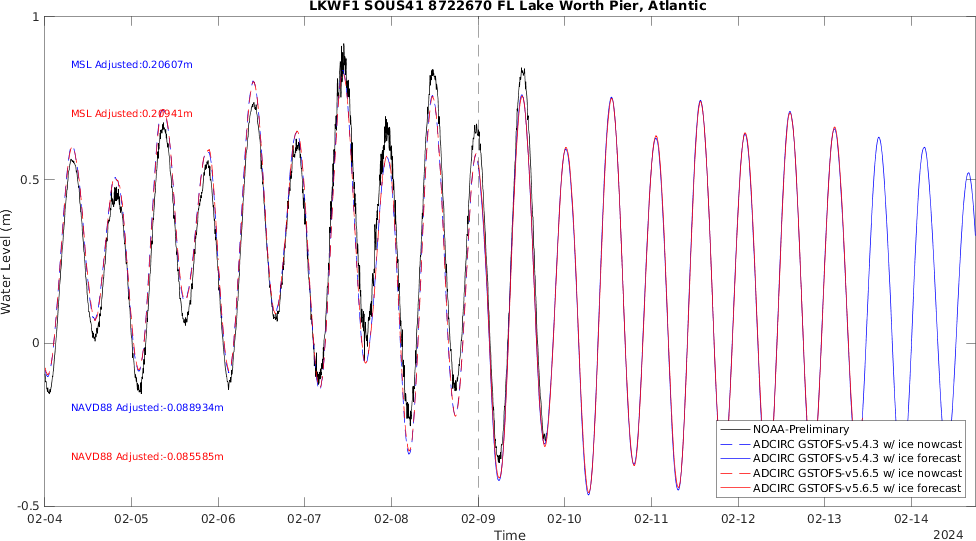 LKWF1 SOUS41 8722670 FL Lake Worth Pier, Atlantic
1
0.5
0
-0.5
Water Level (m)
MSL Adjusted:0.20607m
MSL Adjusted:0.20941m
NAVD88 Adjusted:-0.088934m
NAVD88 Adjusted:-0.085585m
NOAA-Preliminary
ADCIRC GSTOFS-v5.4.3 w/ ice nowcast
ADCIRC GSTOFS-v5.4.3 w/ ice forecast
ADCIRC GSTOFS-v5.6.5 w/ ice nowcast
ADCIRC GSTOFS-v5.6.5 w/ ice forecast
02-04 02-05 02-06 02-07 02-08 02-09 02-10 02-11 02-12 02-13 02-14
Time
2024